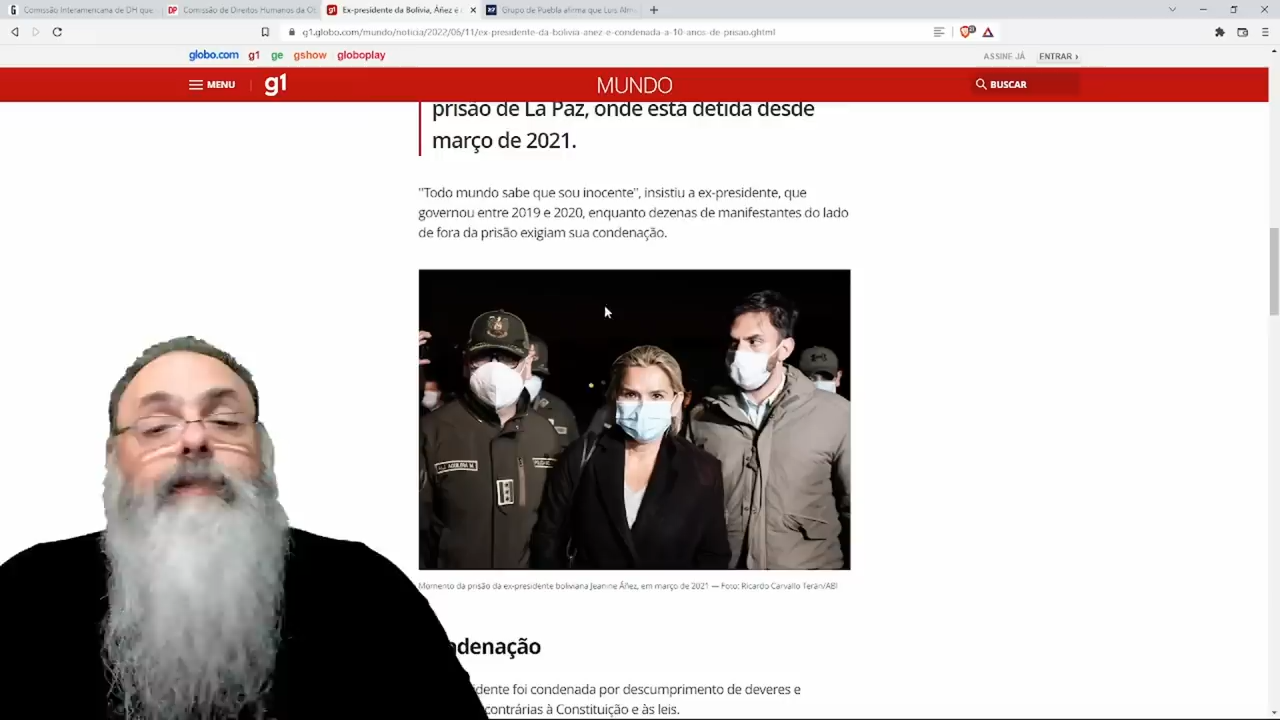 Comissão Interamericana de DH que
Comissão de Direitos Humanos da O
Ex-presidente da Bolívia, Áñez é
Grupo de Puebla afirma que Luis Alm
g1.globo.com/mundo/noticia/2022/06/11/ex-presidente-da-bolivia-anez-e-condenada-a-10-anos-de-prisao.ghtml
globo.com g1 ge gshow globoplay
ASSINE JÁ ENTRAR ›
MENU g1 MUNDO BUSCAR
prisão de La Paz, onde está detida desde
março de 2021.
"Todo mundo sabe que sou inocente", insistiu a ex-presidente, que
governou entre 2019 e 2020, enquanto dezenas de manifestantes do lado
de fora da prisão exigiam sua condenação.
Momento da prisão da ex-presidente boliviana Jeanine Áñez, em março de 2021 — Foto: Ricardo Carvallo Terán/ABI
denação
dente foi condenada por descumprimento de deveres e
contrárias à Constituição e às leis.